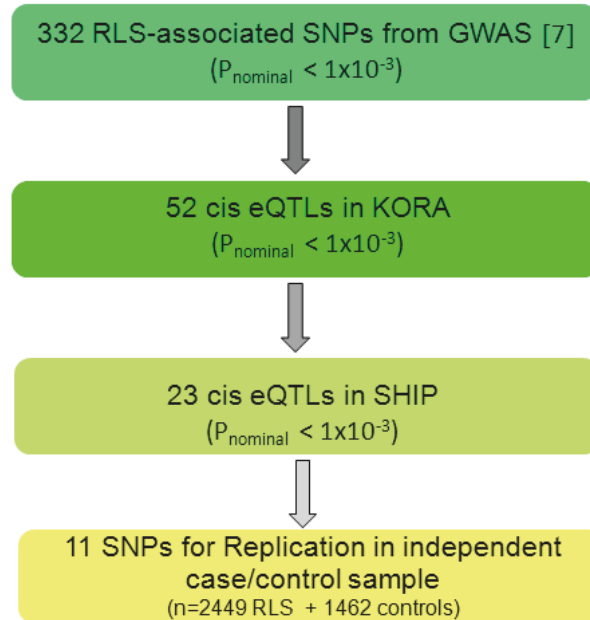 332 RLS-associated SNPs from GWAS [7]
(Pnominal < 1x10-3)
52 cis eQTLs in KORA
(Pnominal < 1x10-3)
23 cis eQTLs in SHIP
(Pnominal < 1x10-3)
11 SNPs for Replication in independent
case/control sample
(n=2449 RLS + 1462 controls)